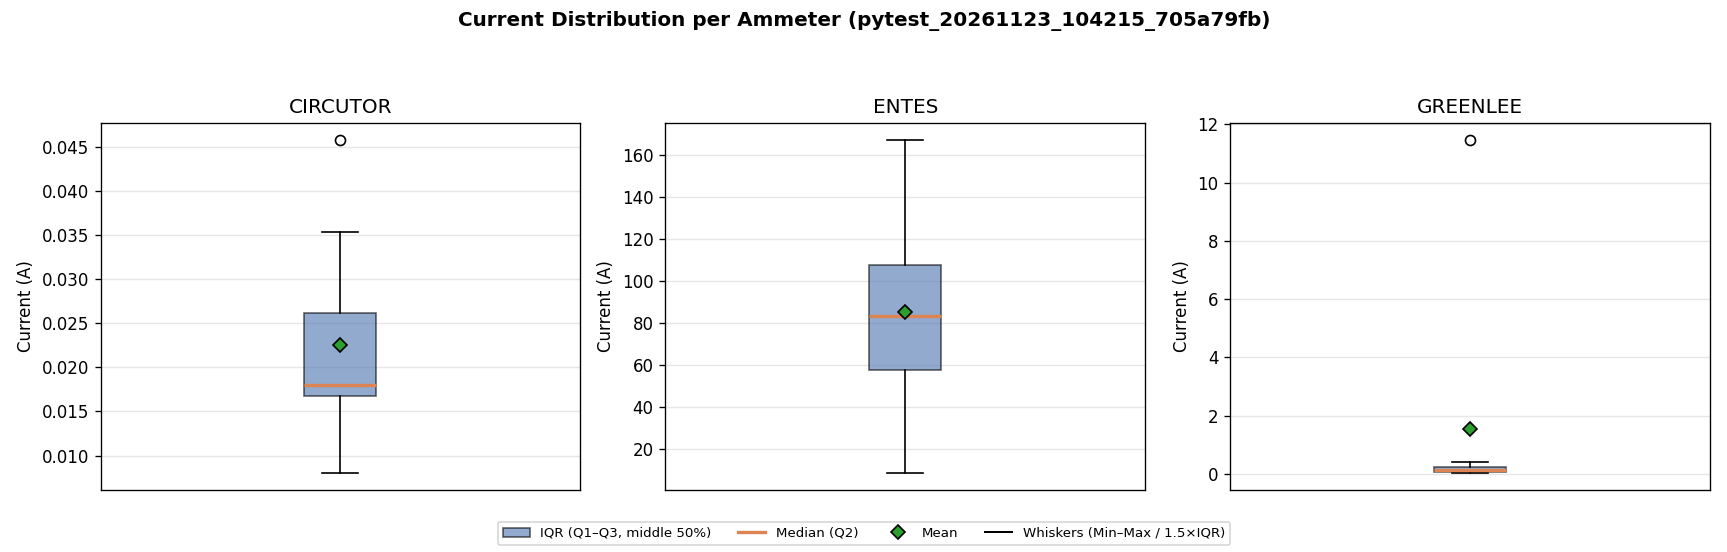 Current Distribution per Ammeter (pytest_20261123_104215_705a79fb)
CIRCUTOR
Current (A)
0.045
0.040
0.035
0.030
0.025
0.020
0.015
0.010
ENTES
Current (A)
160
140
120
100
80
60
40
20
GREENLEE
Current (A)
12
10
8
6
4
2
0
IQR (Q1–Q3, middle 50%)
Median (Q2)
Mean
Whiskers (Min–Max / 1.5×IQR)